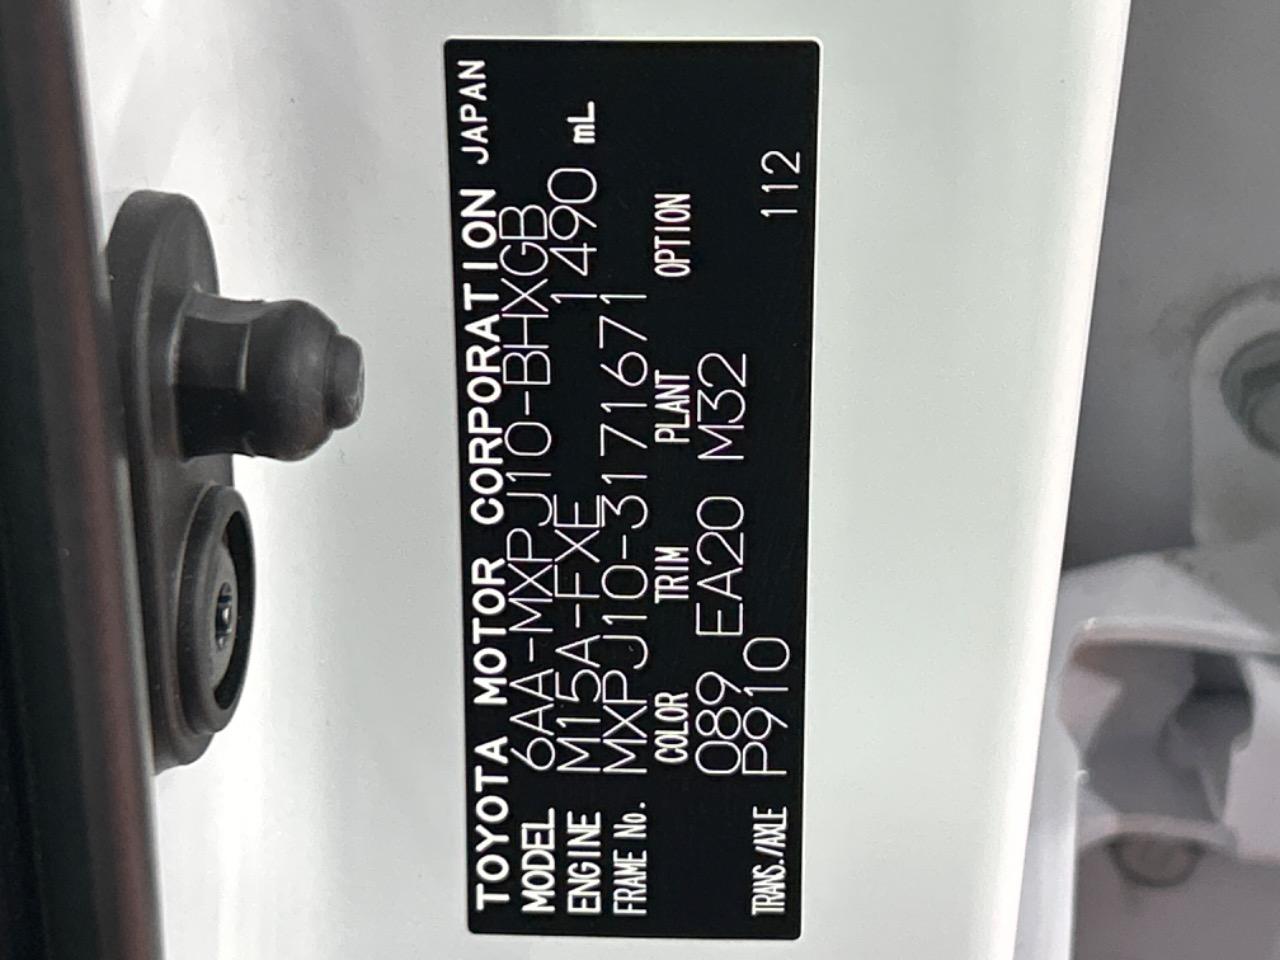 TOYOTA MOTOR CORPORATION JAPAN
MODEL 6AA-MXPJ10-BHXGB
ENGINE M15A-FXE 1490 mL
FRAME No. MXPJ10-3171671
COLOR TRIM PLANT OPTION
089 EA20 M32
TRANS./AXLE P910 112